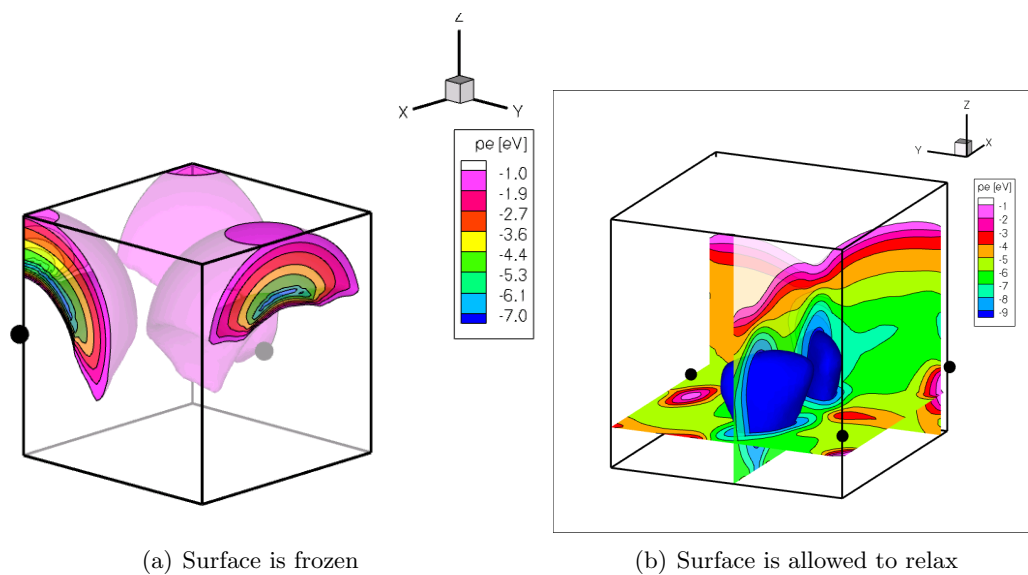 Z
X
Y
pe [eV]
-1.0
-1.9
-2.7
-3.6
-4.4
-5.3
-6.1
-7.0
Z
Y
X
pe [eV]
-1
-2
-3
-4
-5
-6
-7
-8
-9
(a) Surface is frozen
(b) Surface is allowed to relax